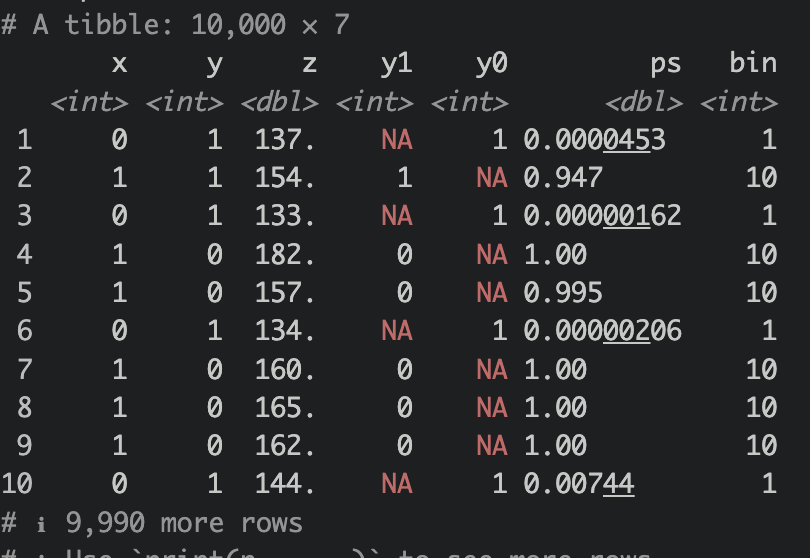 # A tibble: 10,000 × 7
x y z y1 y0 ps bin
<int> <int> <dbl> <int> <int> <dbl> <int>
1 0 1 137. NA 1 0.0000453 1
2 1 1 154. 1 NA 0.947 10
3 0 1 133. NA 1 0.00000162 1
4 1 0 182. 0 NA 1.00 10
5 1 0 157. 0 NA 0.995 10
6 0 1 134. NA 1 0.00000206 1
7 1 0 160. 0 NA 1.00 10
8 1 0 165. 0 NA 1.00 10
9 1 0 162. 0 NA 1.00 10
10 0 1 144. NA 1 0.00744 1
# ℹ 9,990 more rows
# ℹ Use `print(n = ...)` to see more rows